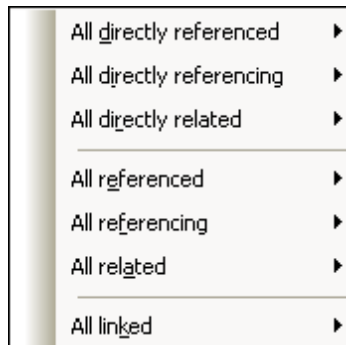 All directly referenced
All directly referencing
All directly related
All referenced
All referencing
All related
All linked